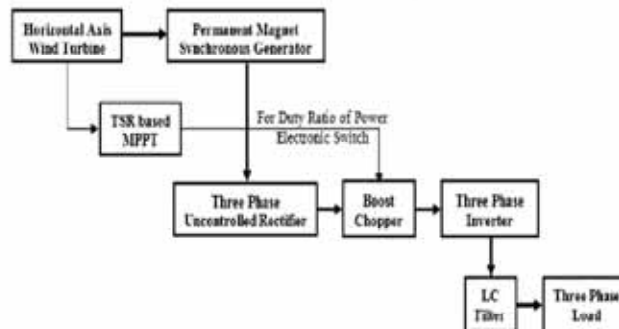 Horizontal Axis
Wind Turbine
Permanent Magnet
Synchronous Generator
TSR based
MPPT
For Duty Ratio of Power
Electronic Switch
Three Phase
Uncontrolled Rectifier
Boost
Chopper
Three Phase
Inverter
LC
Filter
Three Phase
Load